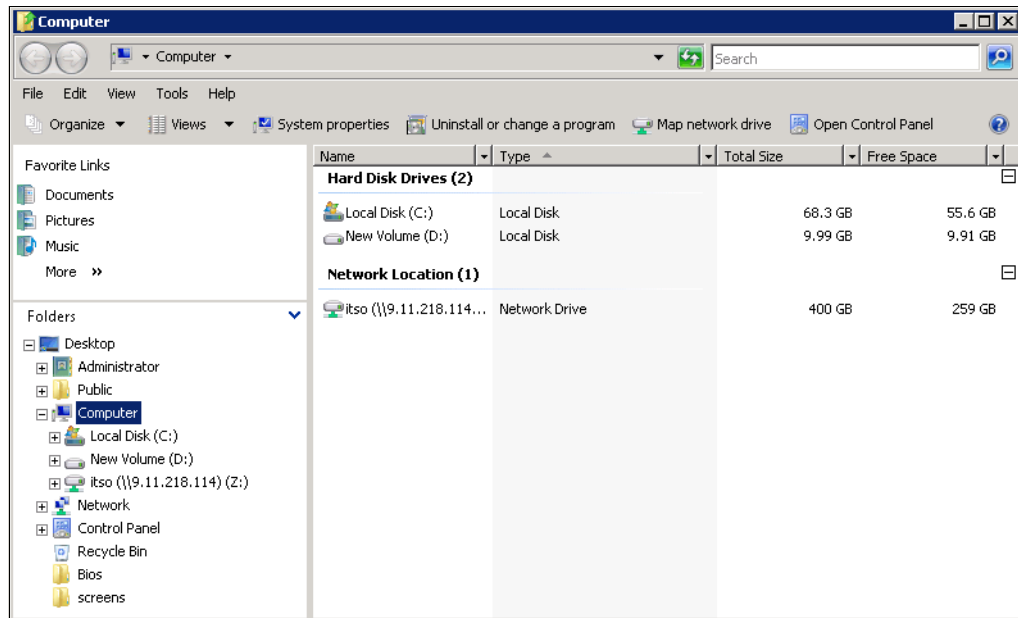 Computer
Computer
Search
File Edit View Tools Help
Organize Views System properties Uninstall or change a program Map network drive Open Control Panel
Favorite Links
Documents
Pictures
Music
More »
Folders
Desktop
Administrator
Public
Computer
Local Disk (C:)
New Volume (D:)
itso (\\9.11.218.114) (Z:)
Network
Control Panel
Recycle Bin
Bios
screens
Name Type Total Size Free Space
Hard Disk Drives (2)
Local Disk (C:) Local Disk 68.3 GB 55.6 GB
New Volume (D:) Local Disk 9.99 GB 9.91 GB
Network Location (1)
itso (\\9.11.218.114... Network Drive 400 GB 259 GB